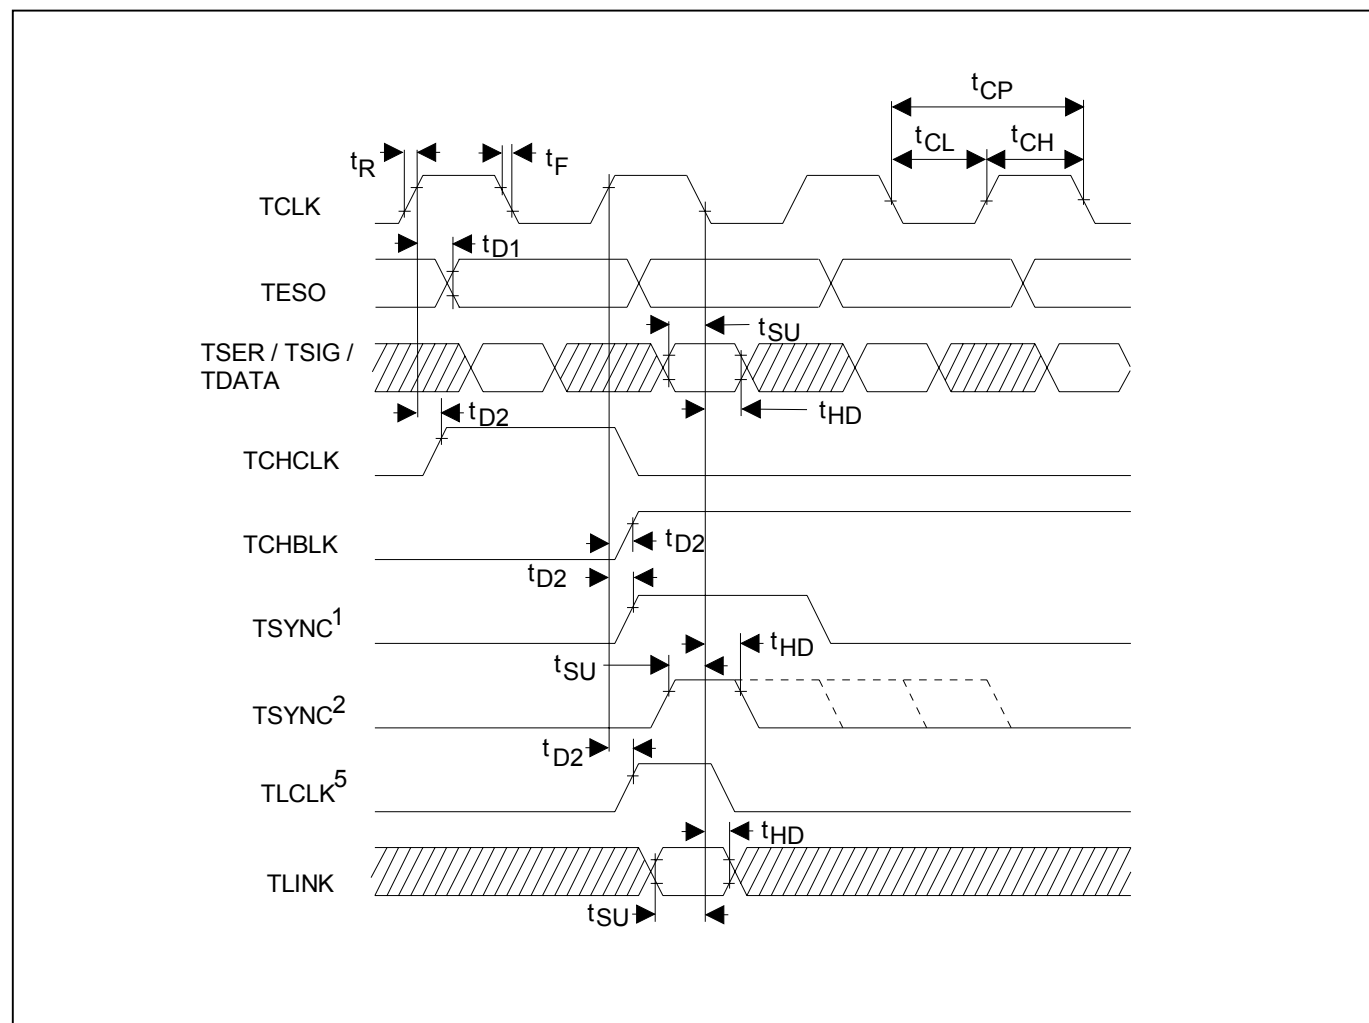 tCP
tCL tCH
tR tF
TCLK
tD1
TESO
tSU
TSER / TSIG /
TDATA
tHD
tD2
TCHCLK
TCHBLK
tD2
tD2
TSYNC1
tHD
tSU
TSYNC2
tD2
TLCLK5
tHD
TLINK
tSU